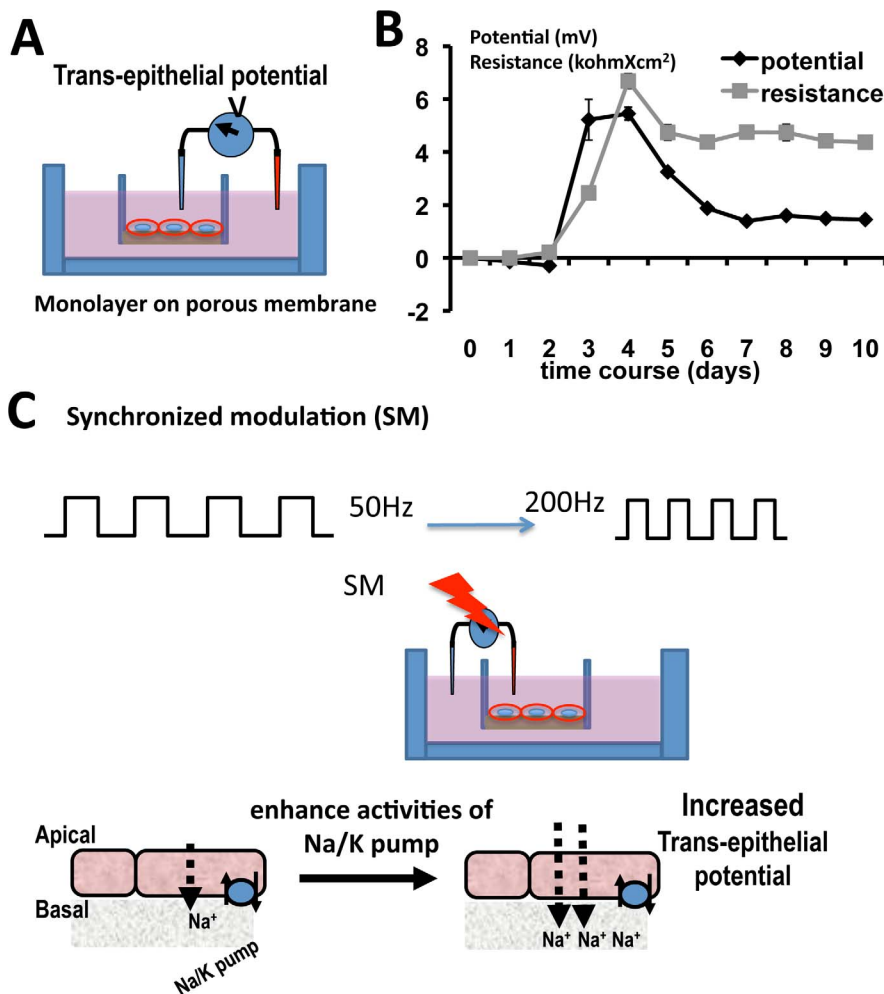 A
Trans-epithelial potential
V
Monolayer on porous membrane
B
Potential (mV)
Resistance (kohmXcm²)
potential
resistance
8
6
4
2
0
-2
0 1 2 3 4 5 6 7 8 9 10
time course (days)
C Synchronized modulation (SM)
50Hz 200Hz
SM
enhance activities of
Na/K pump
Increased
Trans-epithelial
potential
Apical
Basal
Na⁺
Na/K pump
Na⁺ Na⁺ Na⁺